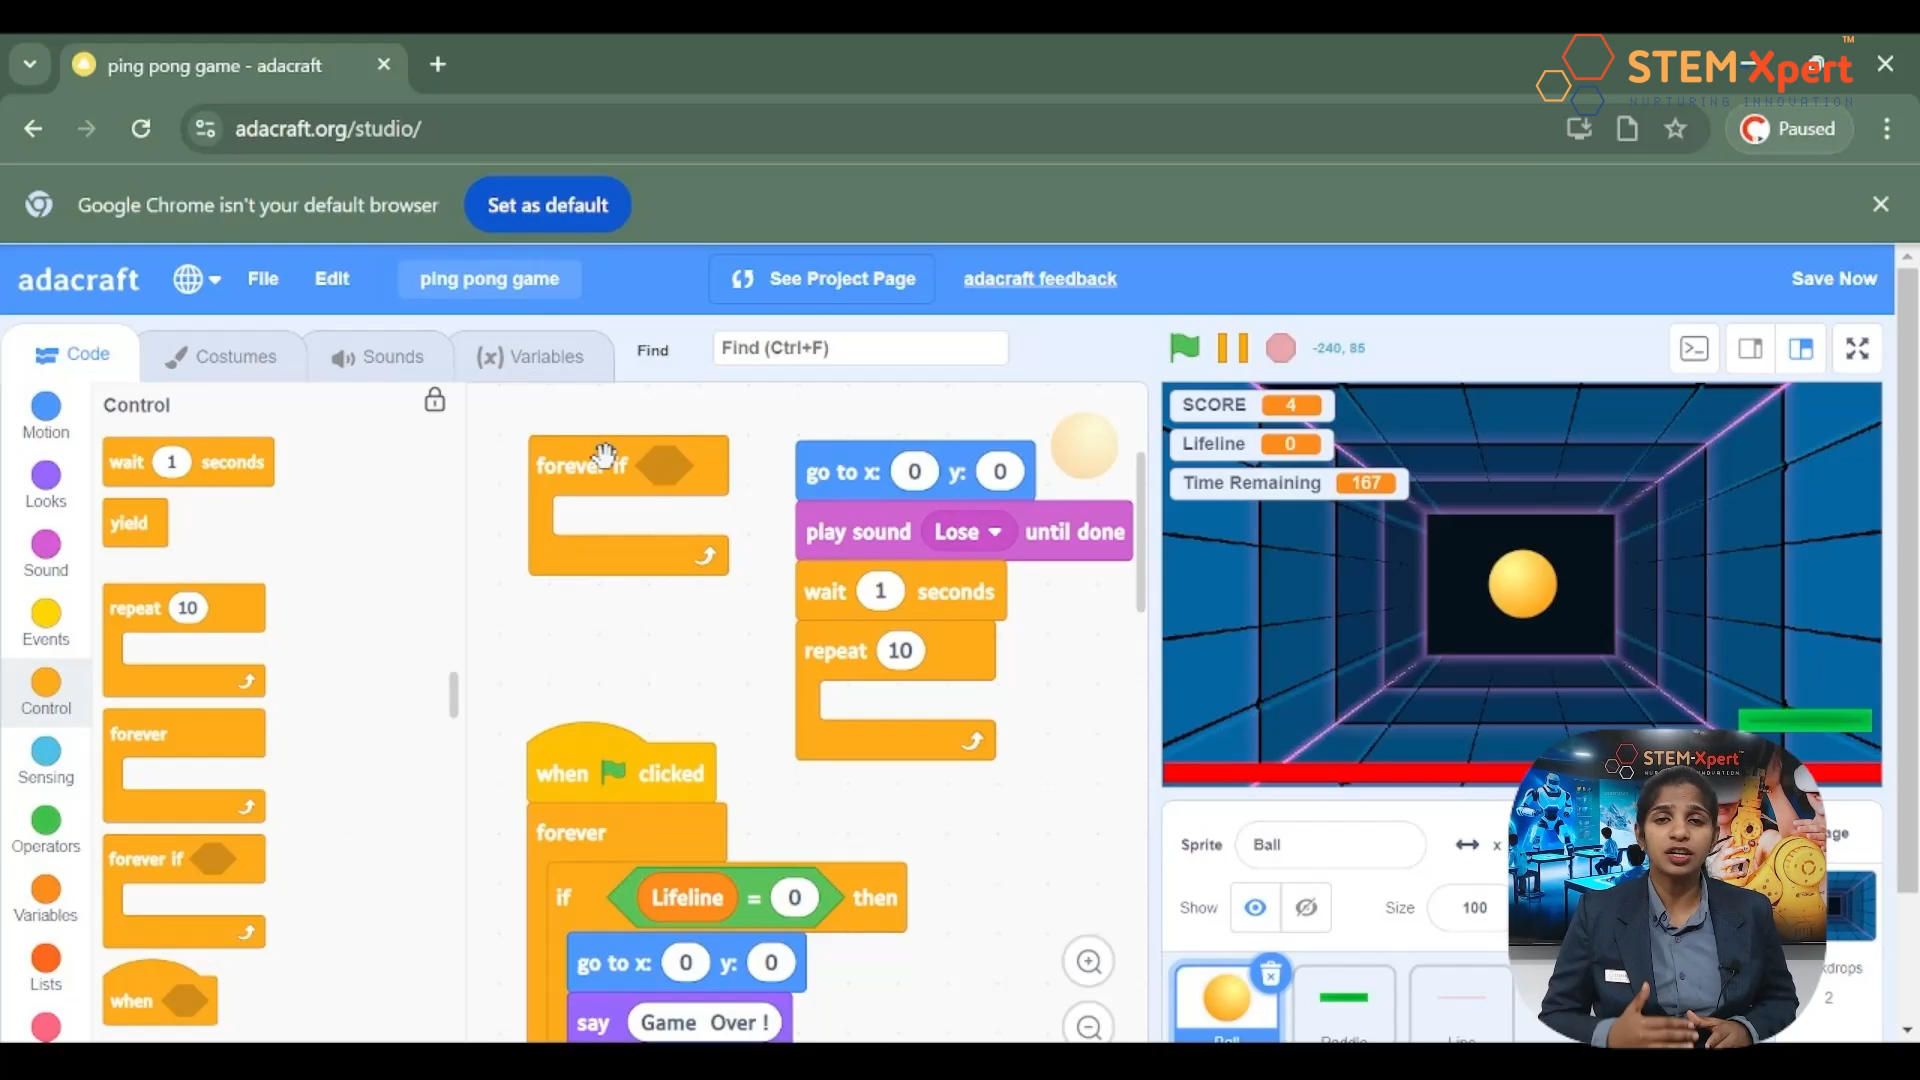 ping pong game - adacraft
STEM-Xpert™
NURTURING INNOVATION
adacraft.org/studio/
Paused
Google Chrome isn't your default browser
Set as default
adacraft
File
Edit
ping pong game
See Project Page
adacraft feedback
Save Now
Code
Costumes
Sounds
(x) Variables
Find
Find (Ctrl+F)
-240, 85
Motion
Looks
Sound
Events
Control
Sensing
Operators
Variables
Lists
Control
wait 1 seconds
yield
repeat 10
forever
forever if
when
forever if
go to x: 0 y: 0
play sound Lose until done
wait 1 seconds
repeat 10
when clicked
forever
if Lifeline = 0 then
go to x: 0 y: 0
say Game Over !
SCORE 4
Lifeline 0
Time Remaining 167
STEM-Xpert™
Sprite Ball x
Show
Size 100
2